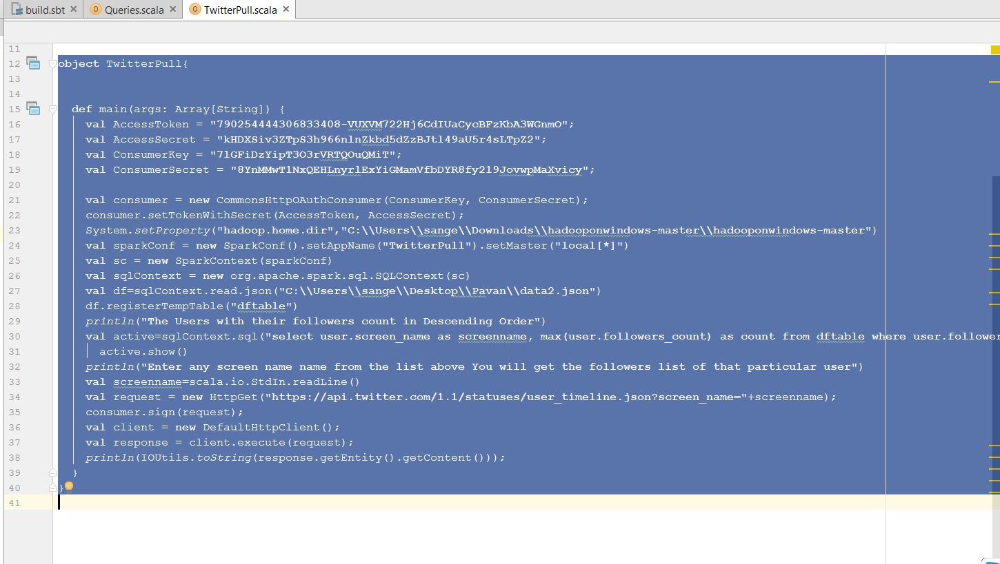 build.sbt Queries.scala TwitterPull.scala
11
12 object TwitterPull{
13
14
15 def main(args: Array[String]) {
16 val AccessToken = "790254444306833408-VUXVM722Hj6CdIUaCycBFzKbA3WGnmO";
17 val AccessSecret = "kHDXSiv3ZTpS3h966nlnZkbd5dZzBJtl49aU5r4sLTpZ2";
18 val ConsumerKey = "71GFiDzYipT3O3rVRTQOuQMiT";
19 val ConsumerSecret = "8YnMMwT1NxQEHLnyrlExYiGMamVfbDYR8fy219JovwpMaXvicy";
20
21 val consumer = new CommonsHttpOAuthConsumer(ConsumerKey, ConsumerSecret);
22 consumer.setTokenWithSecret(AccessToken, AccessSecret);
23 System.setProperty("hadoop.home.dir","C:\\Users\\sange\\Downloads\\hadooponwindows-master\\hadooponwindows-master")
24 val sparkConf = new SparkConf().setAppName("TwitterPull").setMaster("local[*]")
25 val sc = new SparkContext(sparkConf)
26 val sqlContext = new org.apache.spark.sql.SQLContext(sc)
27 val df=sqlContext.read.json("C:\\Users\\sange\\Desktop\\Pavan\\data2.json")
28 df.registerTempTable("dftable")
29 println("The Users with their followers count in Descending Order")
30 val active=sqlContext.sql("select user.screen_name as screenname, max(user.followers_count) as count from dftable where user.follower
31 active.show()
32 println("Enter any screen name name from the list above You will get the followers list of that particular user")
33 val screenname=scala.io.StdIn.readLine()
34 val request = new HttpGet("https://api.twitter.com/1.1/statuses/user_timeline.json?screen_name="+screenname);
35 consumer.sign(request);
36 val client = new DefaultHttpClient();
37 val response = client.execute(request);
38 println(IOUtils.toString(response.getEntity().getContent()));
39 }
40 }
41